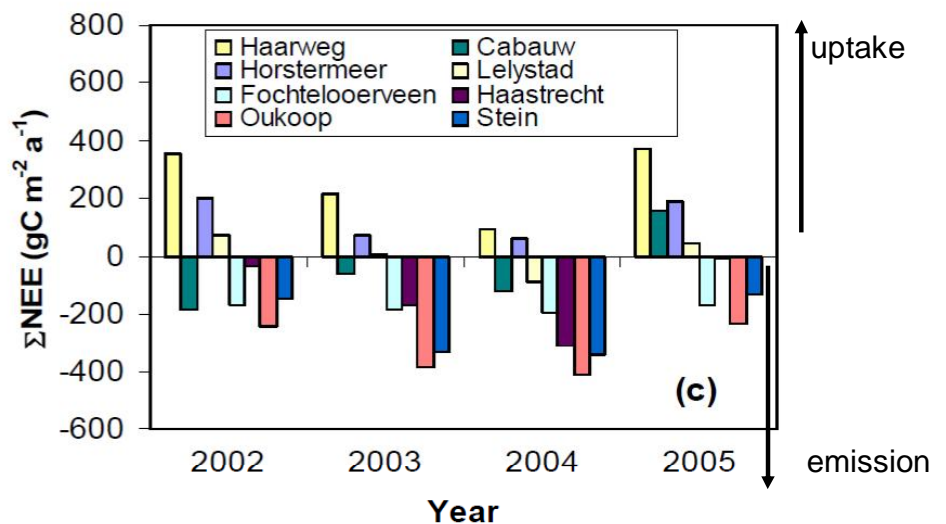 800
600
400
200
0
-200
-400
-600
ΣNEE (gC m⁻² a⁻¹)
Haarweg
Cabauw
Horstermeer
Lelystad
Fochtelooerveen
Haastrecht
Oukoop
Stein
uptake
(c)
emission
2002 2003 2004 2005
Year